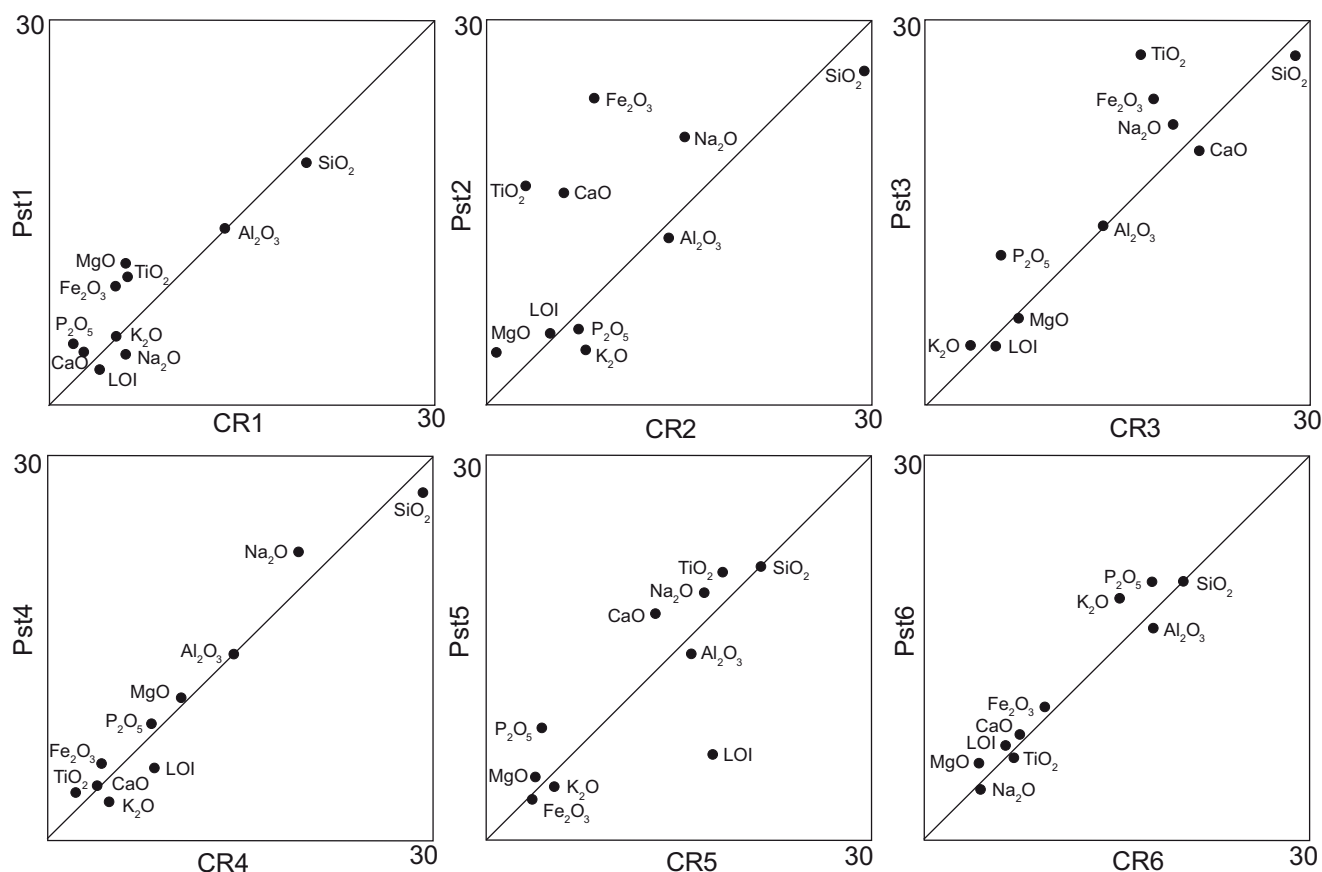 30
Pst1
SiO₂
Al₂O₃
MgO
TiO₂
Fe₂O₃
P₂O₅
K₂O
CaO
Na₂O
LOI
CR1
30
30
Pst2
SiO₂
Fe₂O₃
Na₂O
TiO₂
CaO
Al₂O₃
LOI
MgO
P₂O₅
K₂O
CR2
30
30
Pst3
TiO₂
SiO₂
Fe₂O₃
Na₂O
CaO
Al₂O₃
P₂O₅
MgO
K₂O
LOI
CR3
30
30
Pst4
SiO₂
Na₂O
Al₂O₃
MgO
P₂O₅
Fe₂O₃
LOI
TiO₂
CaO
K₂O
CR4
30
30
Pst5
TiO₂
SiO₂
Na₂O
CaO
Al₂O₃
P₂O₅
LOI
MgO
K₂O
Fe₂O₃
CR5
30
30
Pst6
P₂O₅
SiO₂
K₂O
Al₂O₃
Fe₂O₃
CaO
LOI
MgO
TiO₂
Na₂O
CR6
30